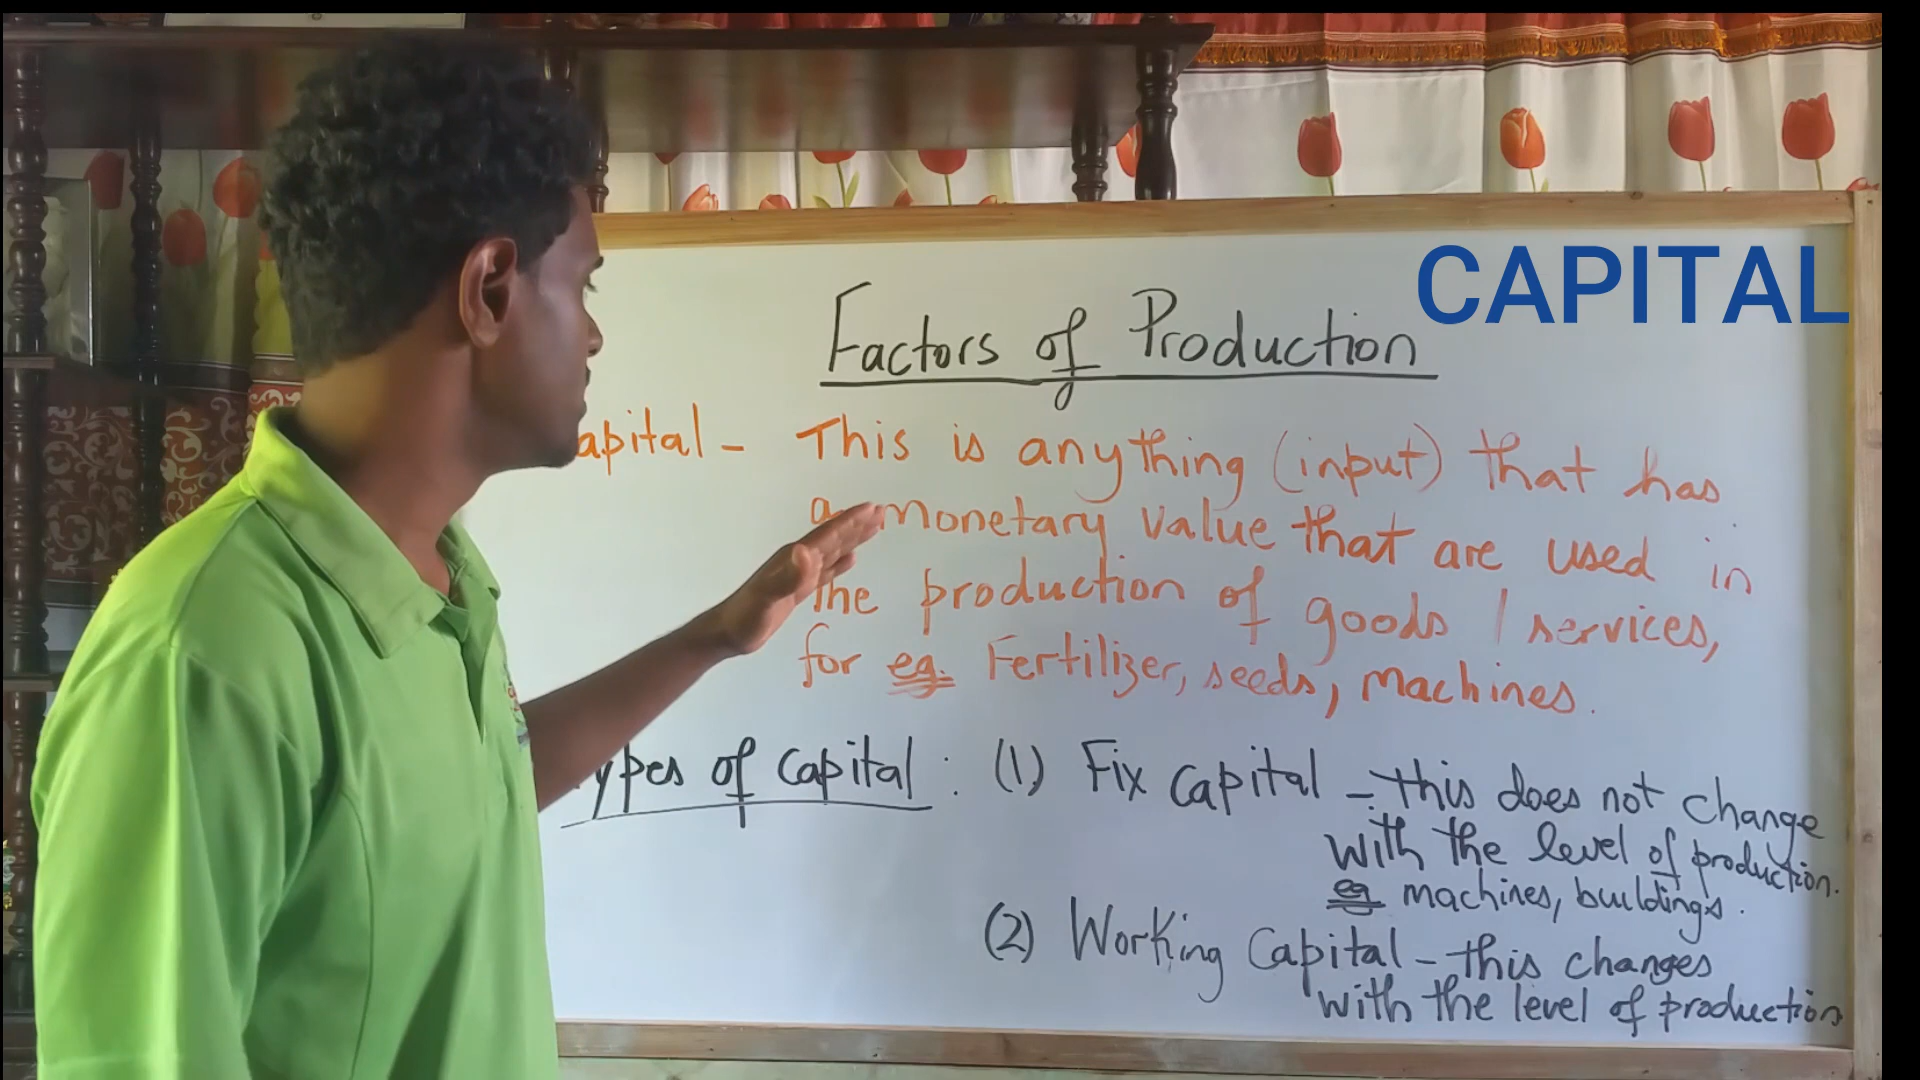 CAPITAL
Factors of Production
apital - This is anything (input) that has
a monetary value that are used in
the production of goods / services,
for eg. Fertilizer, seeds, machines.
ypes of capital : (1) Fix capital - this does not change
with the level of production.
eg machines, buildings.
(2) Working Capital - this changes
with the level of production